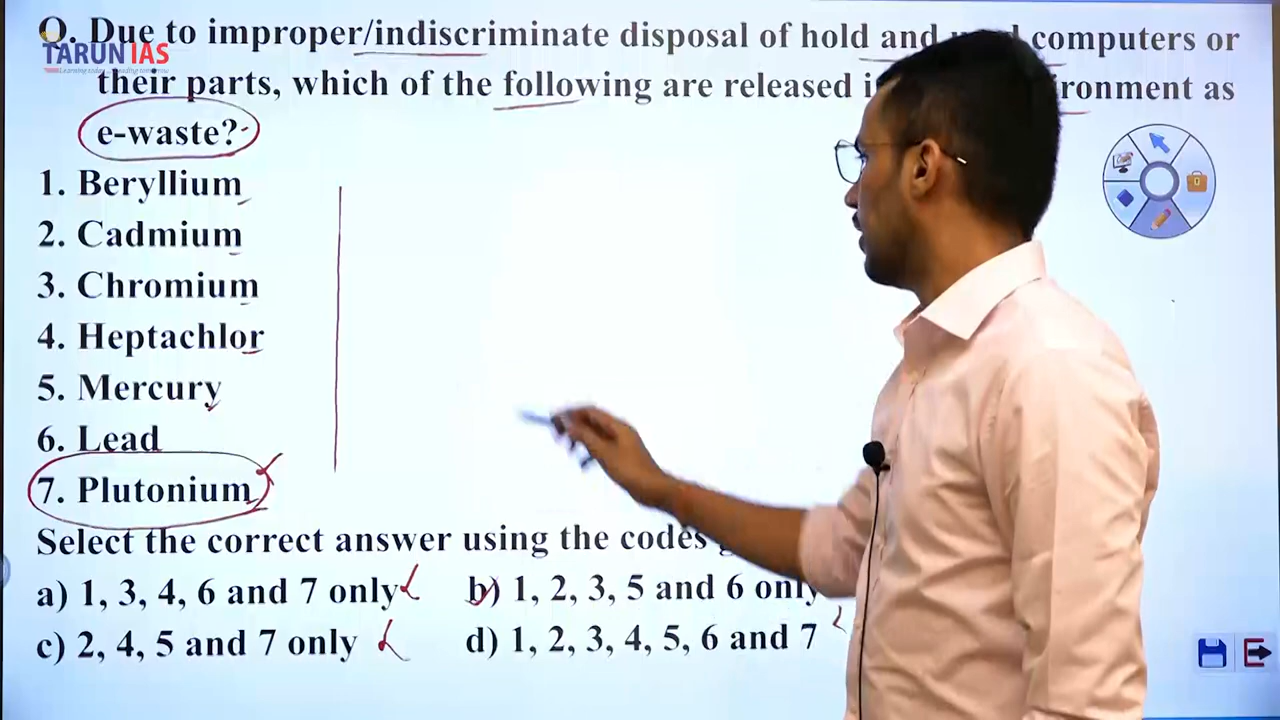 Q. Due to improper/indiscriminate disposal of hold and computers or
TARUN IAS
their parts, which of the following are released as
e-waste?
1. Beryllium
2. Cadmium
3. Chromium
4. Heptachlor
5. Mercury
6. Lead
7. Plutonium
Select the correct answer using the codes
a) 1, 3, 4, 6 and 7 only
b) 1, 2, 3, 5 and 6 only
c) 2, 4, 5 and 7 only
d) 1, 2, 3, 4, 5, 6 and 7